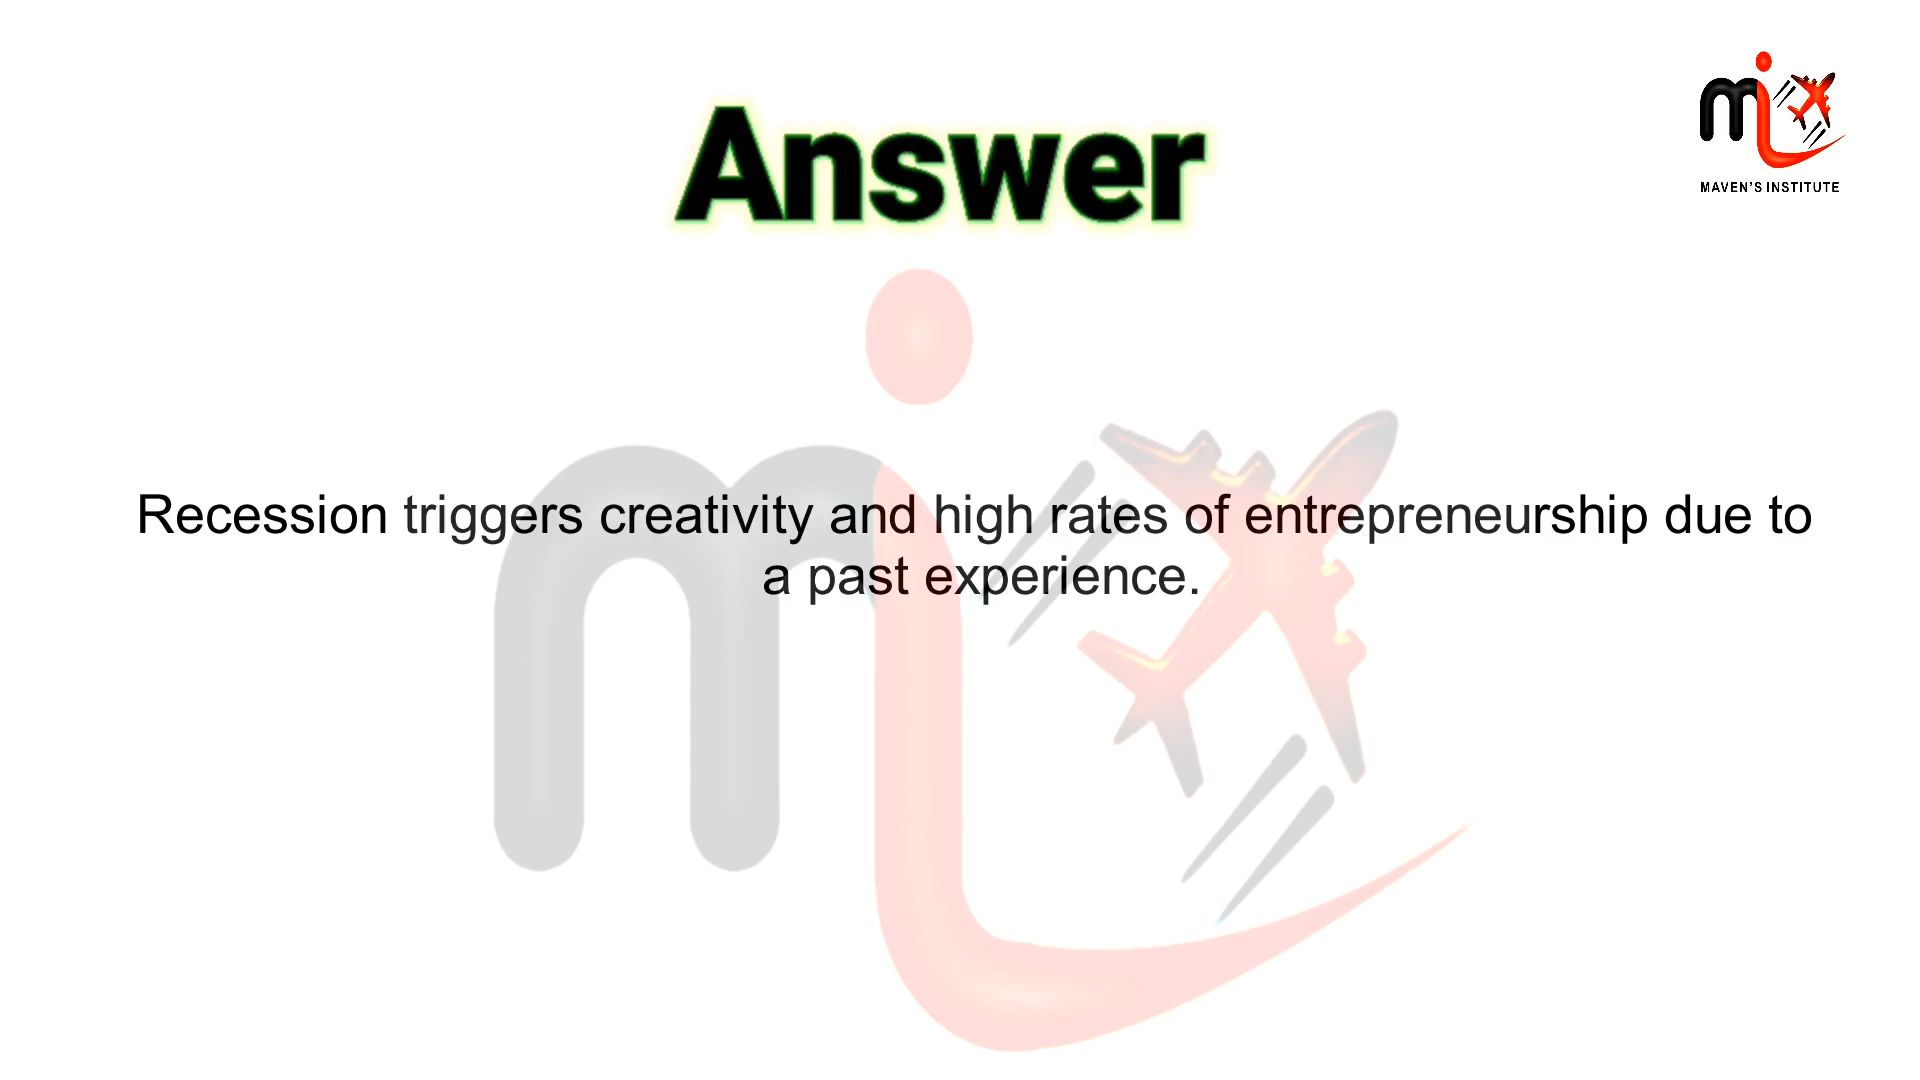 Answer
MAVEN'S INSTITUTE
Recession triggers creativity and high rates of entrepreneurship due to
a past experience.